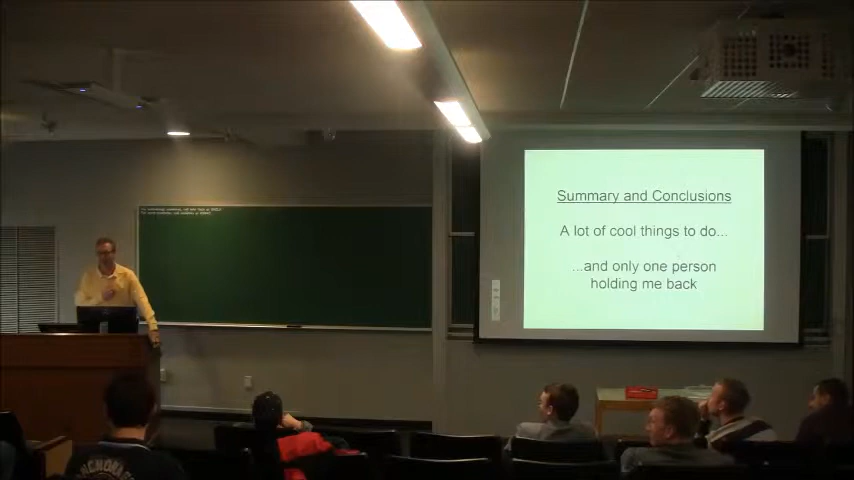 Summary and Conclusions
A lot of cool things to do...
...and only one person
holding me back